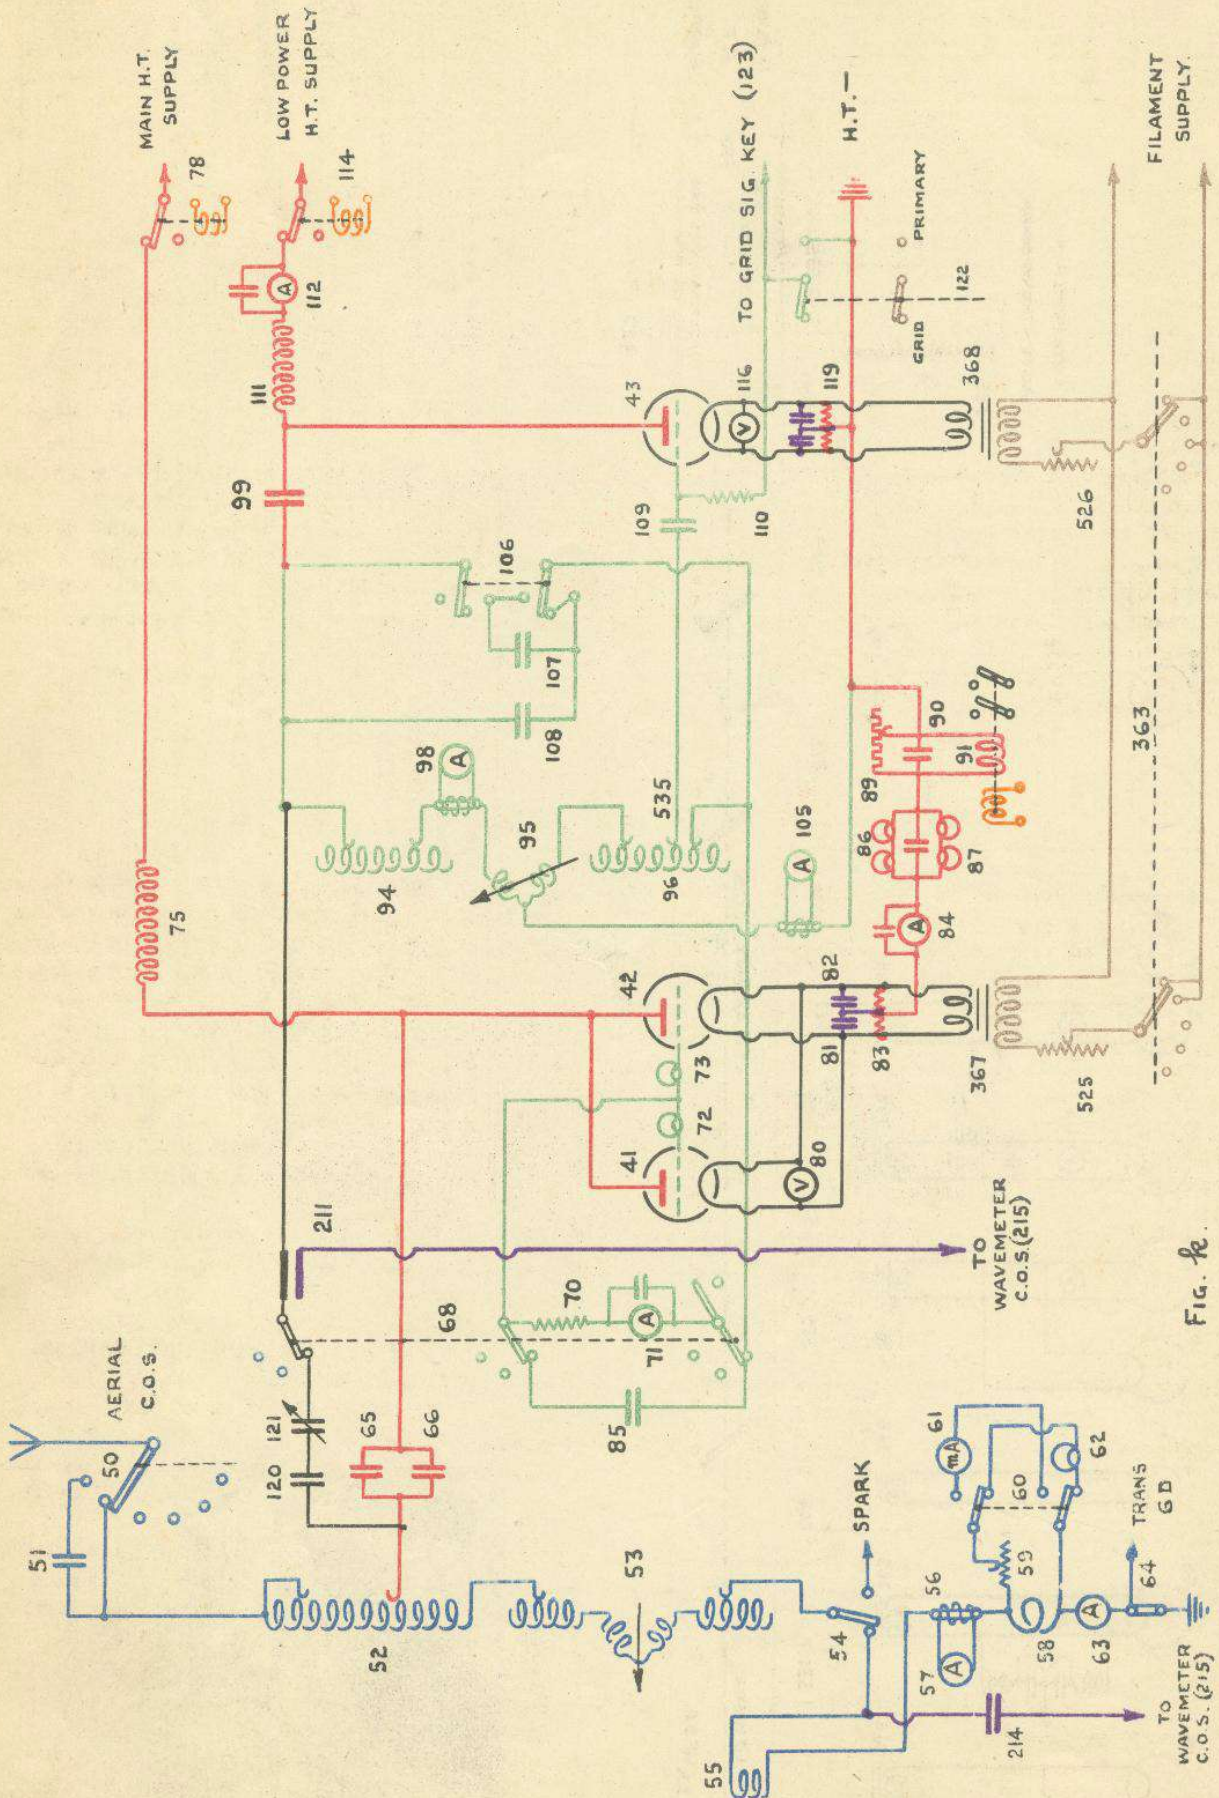 MAIN H.T.
SUPPLY
78
LOW POWER
H.T. SUPPLY
114
A
112
111
75
99
43
116
V
119
TO GRID SIG. KEY (123)
H.T. —
PRIMARY
GRID
122
368
109
110
106
107
108
98
A
95
94
535
96
105
A
526
363
FILAMENT
SUPPLY.
90
91
89
86
87
A
84
42
82
81
83
73
72
41
80
V
367
525
211
TO
WAVEMETER
C.O.S. (215)
68
70
A
71
85
AERIAL
C.O.S.
50
51
121
120
65
66
52
53
54
SPARK
55
56
57
A
58
59
60
61
mA
62
63
A
64
TRANS
6D
214
TO
WAVEMETER
C.O.S. (215)
FIG. k.